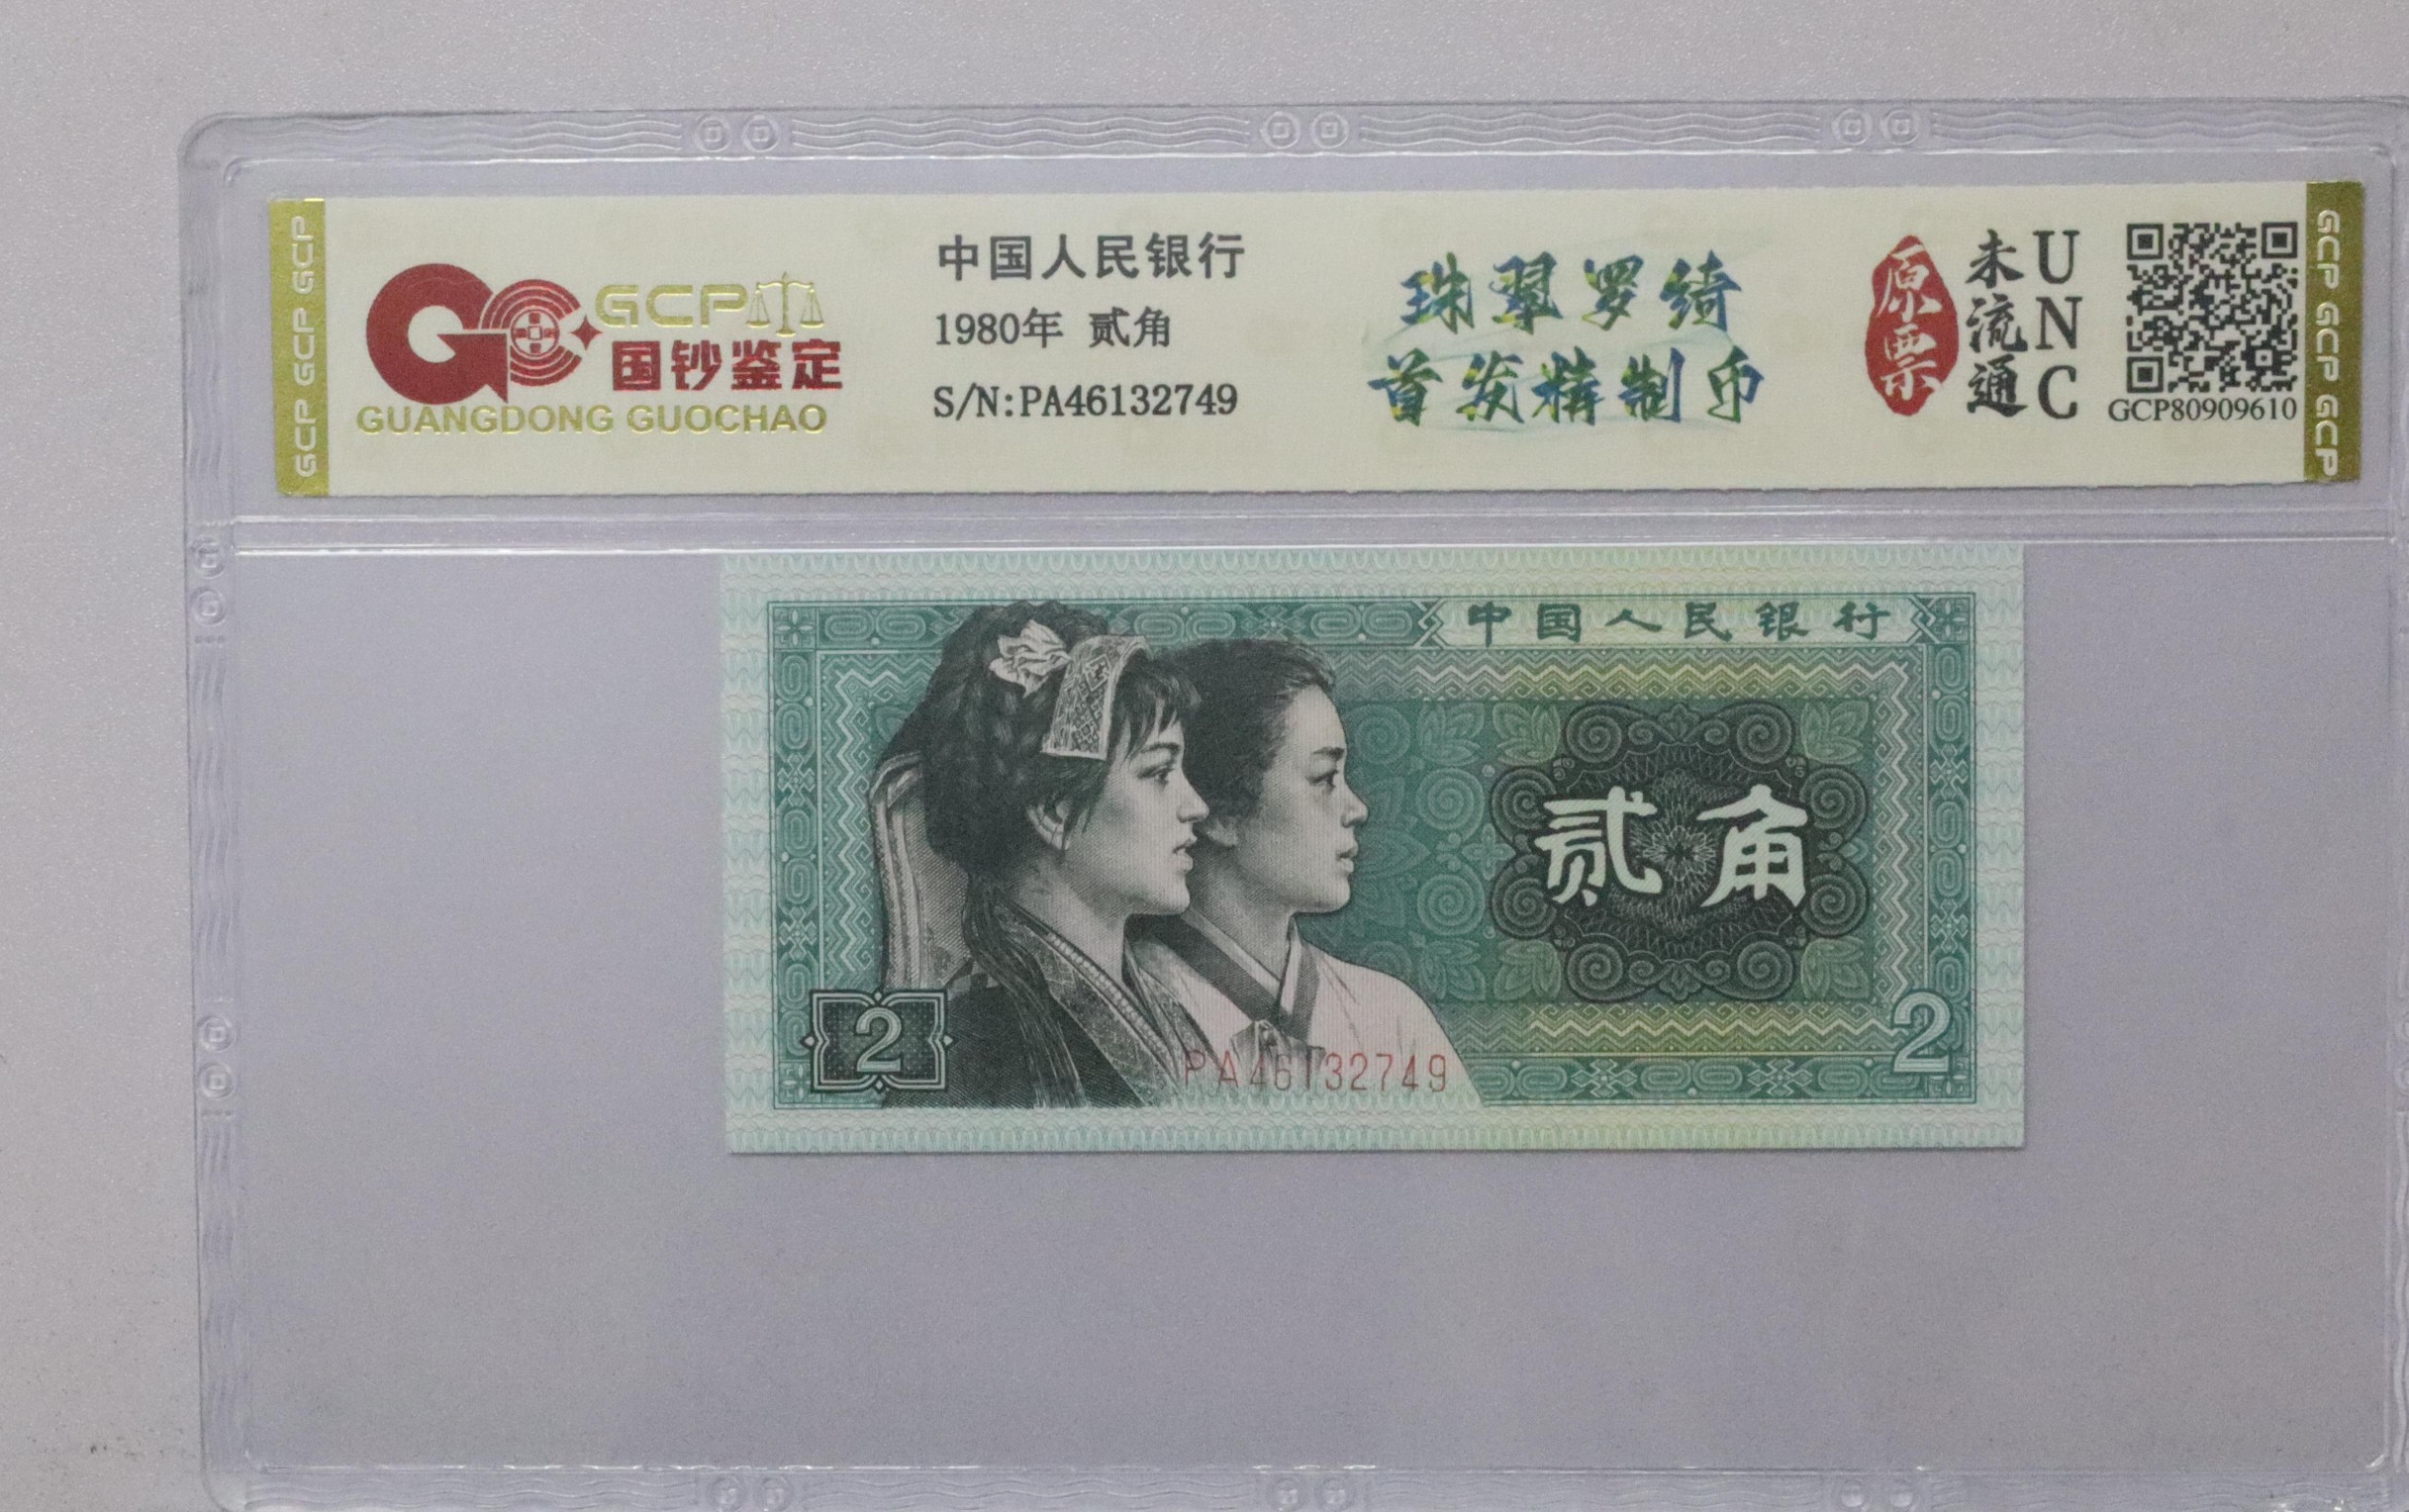 GCP GCP GCP
GCP
国钞鉴定
GUANGDONG GUOCHAO
中国人民银行
1980年 贰角
S/N:PA46132749
珠翠罗绮
首发精制币
原票
未流通
UNC
GCP80909610
GCP GCP GCP
中国人民银行
贰角
2
PA46132749
2